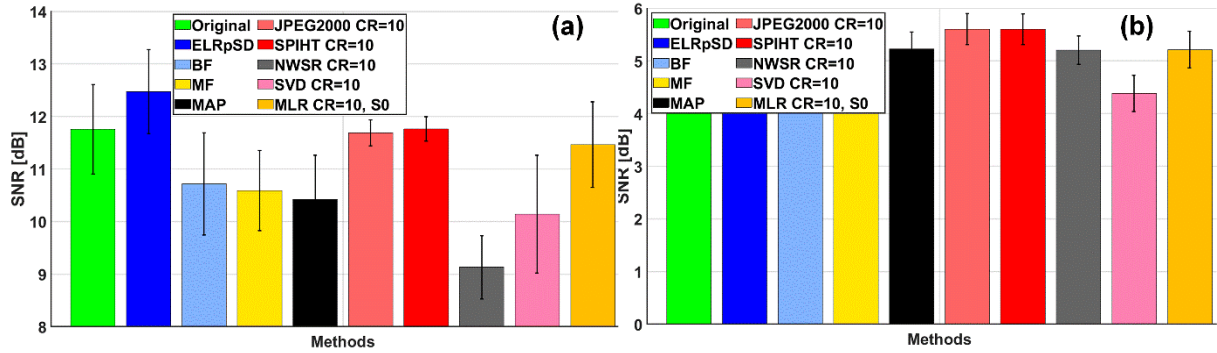 (a)
SNR [dB]
14
13
12
11
10
9
8
Original
ELRpSD
BF
MF
MAP
JPEG2000 CR=10
SPIHT CR=10
NWSR CR=10
SVD CR=10
MLR CR=10, S0
Methods
(b)
SNR [dB]
6
5
4
3
2
1
0
Original
ELRpSD
BF
MF
MAP
JPEG2000 CR=10
SPIHT CR=10
NWSR CR=10
SVD CR=10
MLR CR=10, S0
Methods